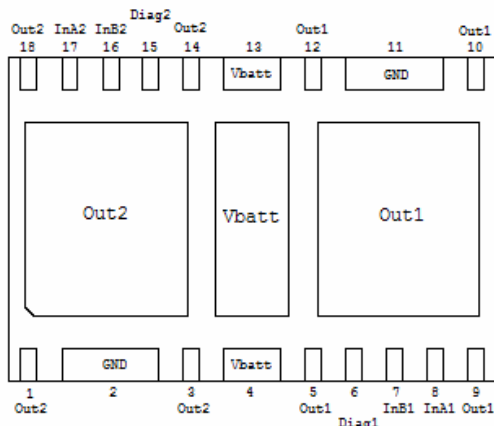 Diag2
Out2 InA2 InB2 Out2 Out1 Out1
18 17 16 15 14 13 12 11 10
Vbatt GND
Out2 Vbatt Out1
GND Vbatt
1 2 3 4 5 6 7 8 9
Out2 Out2 Out1 InB1 InA1 Out1
Diag1